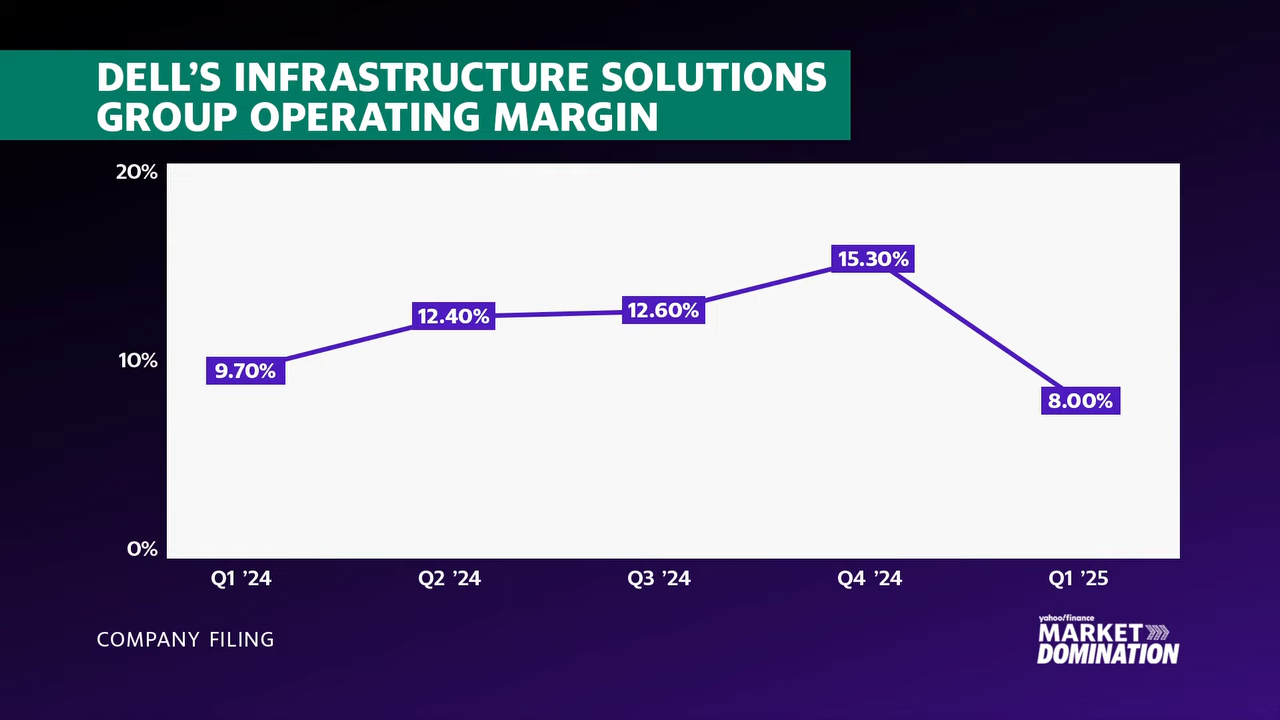 DELL’S INFRASTRUCTURE SOLUTIONS
GROUP OPERATING MARGIN
20%
10%
0%
9.70%
12.40%
12.60%
15.30%
8.00%
Q1 ’24
Q2 ’24
Q3 ’24
Q4 ’24
Q1 ’25
COMPANY FILING
yahoo!finance
MARKET
DOMINATION